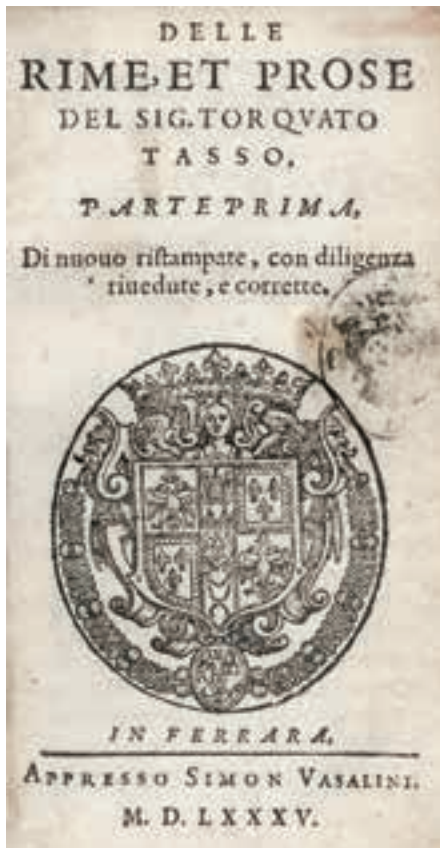 DELLE
RIME, ET PROSE
DEL SIG. TORQVATO
TASSO,
PARTE PRIMA,
Di nuouo ristampate, con diligenza
riuedute, e corrette.
IN FERRARA,
APPRESSO SIMON VASALINI.
M. D. LXXXV.